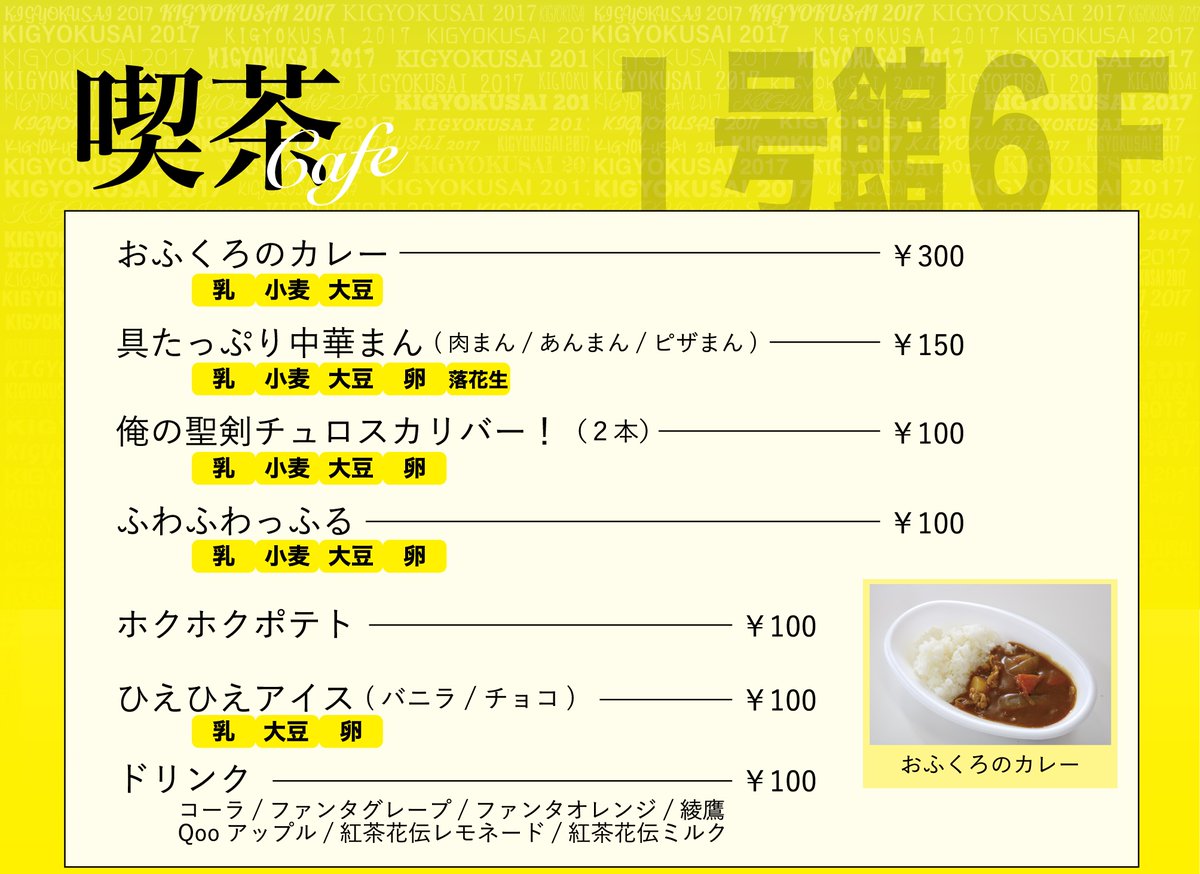 KIGYOKUSAI 2017
喫茶
Cafe
1号館6F
おふくろのカレー ¥300
乳 小麦 大豆
具たっぷり中華まん ( 肉まん / あんまん / ピザまん ) ¥150
乳 小麦 大豆 卵 落花生
俺の聖剣チュロスカリバー！（２本） ¥100
乳 小麦 大豆 卵
ふわふわっふる ¥100
乳 小麦 大豆 卵
ホクホクポテト ¥100
ひえひえアイス ( バニラ / チョコ ) ¥100
乳 大豆 卵
ドリンク ¥100
コーラ / ファンタグレープ / ファンタオレンジ / 綾鷹
Qoo アップル / 紅茶花伝レモネード / 紅茶花伝ミルク
おふくろのカレー